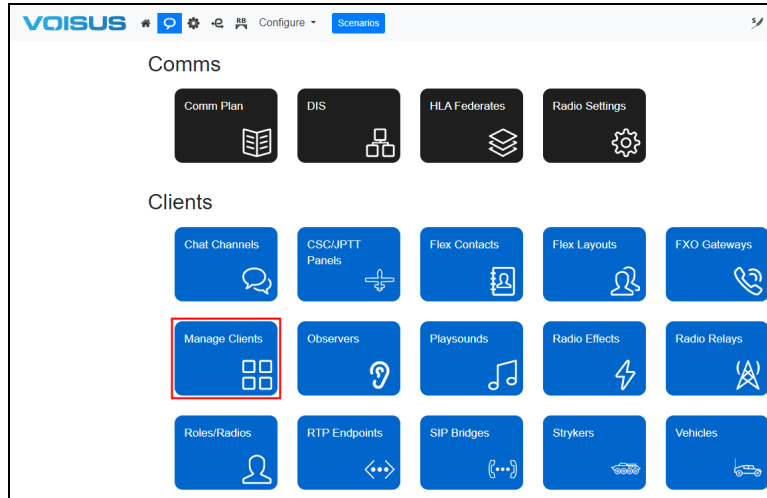 VOISUS RB Configure Scenarios 5
Comms
Comm Plan DIS HLA Federates Radio Settings
Clients
Chat Channels CSC/JPTT Panels Flex Contacts Flex Layouts FXO Gateways
Manage Clients Observers Playsounds Radio Effects Radio Relays
Roles/Radios RTP Endpoints SIP Bridges Strykers Vehicles